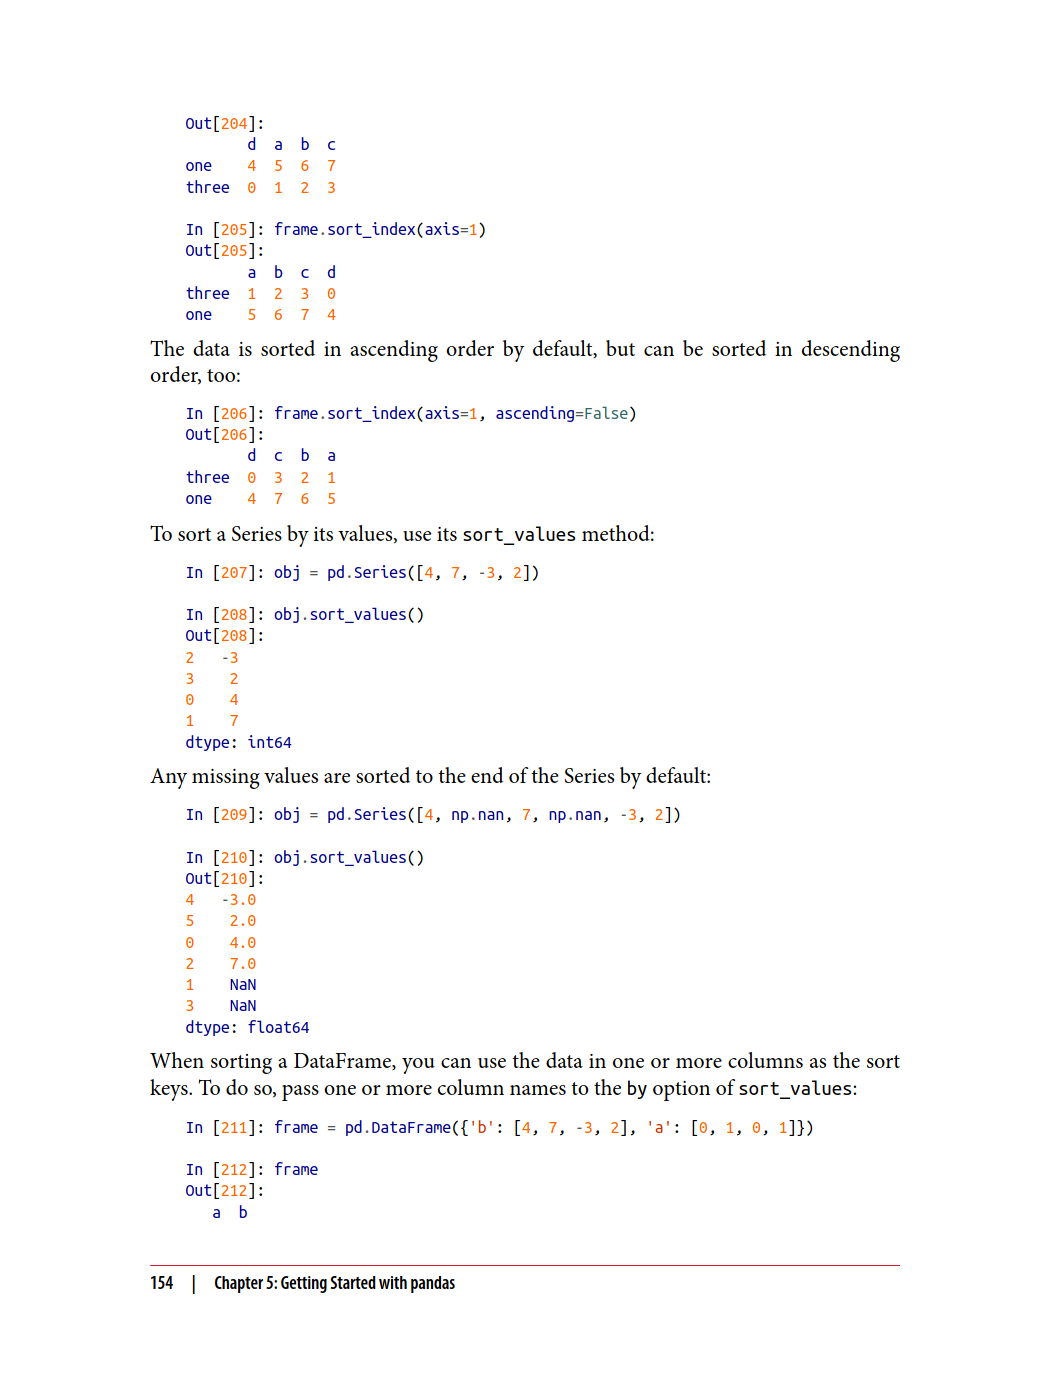 Out[204]:
       d  a  b  c
one    4  5  6  7
three  0  1  2  3
In [205]: frame.sort_index(axis=1)
Out[205]:
       a  b  c  d
three  1  2  3  0
one    5  6  7  4
The data is sorted in ascending order by default, but can be sorted in descending
order, too:
In [206]: frame.sort_index(axis=1, ascending=False)
Out[206]:
       d  c  b  a
three  0  3  2  1
one    4  7  6  5
To sort a Series by its values, use its sort_values method:
In [207]: obj = pd.Series([4, 7, -3, 2])
In [208]: obj.sort_values()
Out[208]:
2   -3
3    2
0    4
1    7
dtype: int64
Any missing values are sorted to the end of the Series by default:
In [209]: obj = pd.Series([4, np.nan, 7, np.nan, -3, 2])
In [210]: obj.sort_values()
Out[210]:
4   -3.0
5    2.0
0    4.0
2    7.0
1    NaN
3    NaN
dtype: float64
When sorting a DataFrame, you can use the data in one or more columns as the sort
keys. To do so, pass one or more column names to the by option of sort_values:
In [211]: frame = pd.DataFrame({'b': [4, 7, -3, 2], 'a': [0, 1, 0, 1]})
In [212]: frame
Out[212]:
   a  b
154 | Chapter 5: Getting Started with pandas